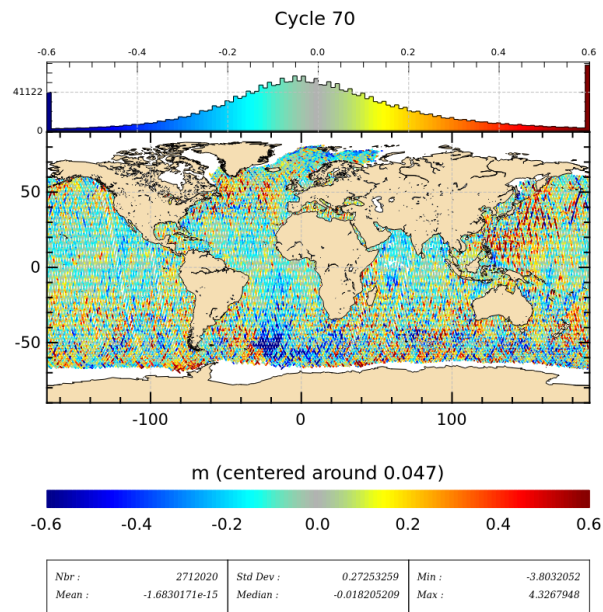 Cycle 70
-0.6 -0.4 -0.2 0.0 0.2 0.4 0.6
41122
0
50
0
-50
-100 0 100
m (centered around 0.047)
-0.6 -0.4 -0.2 0.0 0.2 0.4 0.6
Nbr : 2712020 Std Dev : 0.27253259 Min : -3.8032052
Mean : -1.6830171e-15 Median : -0.018205209 Max : 4.3267948